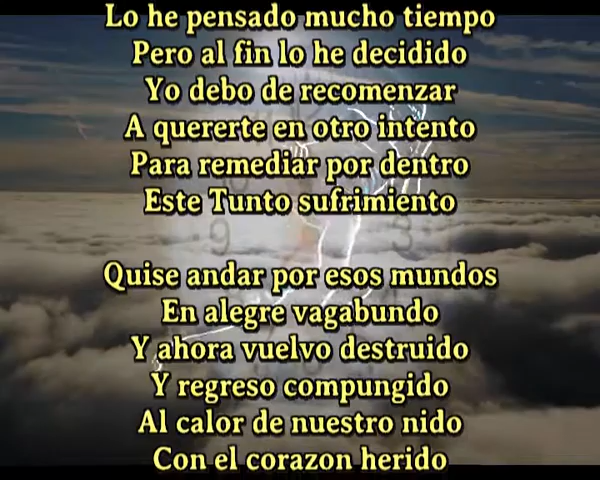 Lo he pensado mucho tiempo
Pero al fin lo he decidido
Yo debo de recomenzar
A quererte en otro intento
Para remediar por dentro
Este Tunto sufrimiento
Quise andar por esos mundos
En alegre vagabundo
Y ahora vuelvo destruido
Y regreso compungido
Al calor de nuestro nido
Con el corazon herido
9
3